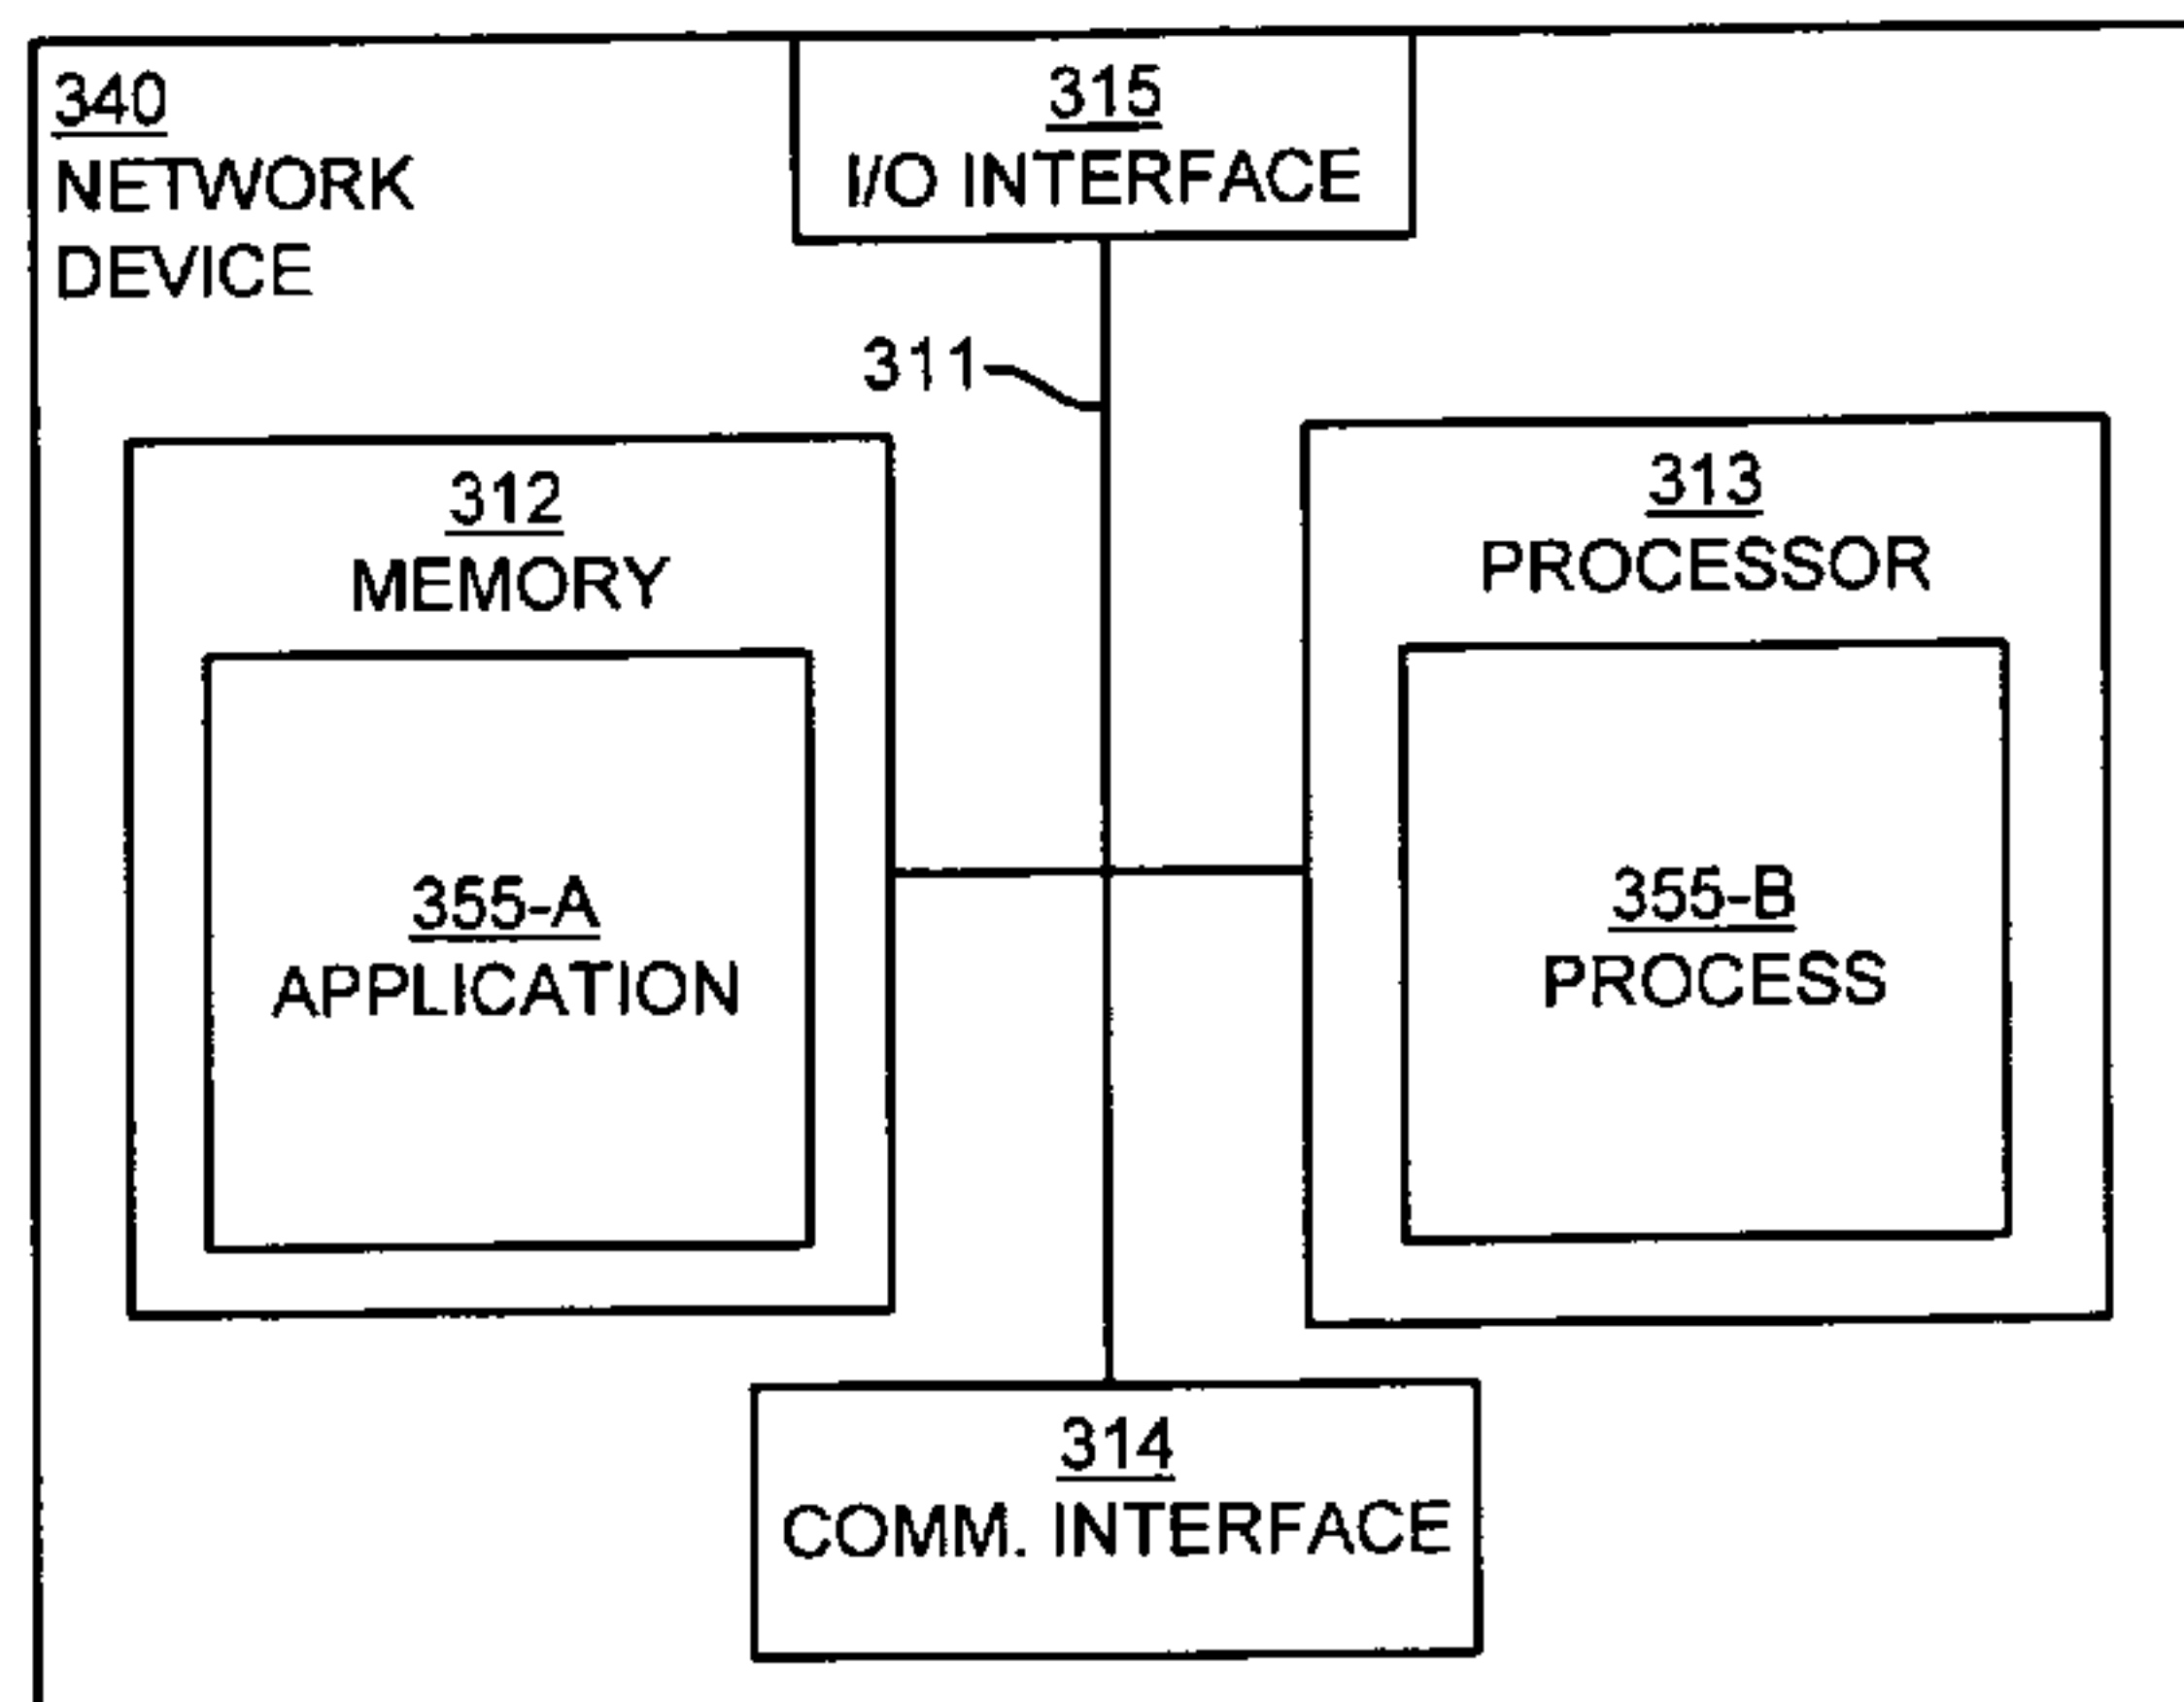 340
NETWORK
DEVICE
315
I/O INTERFACE
311
312
MEMORY
313
PROCESSOR
355-A
APPLICATION
355-B
PROCESS
314
COMM. INTERFACE